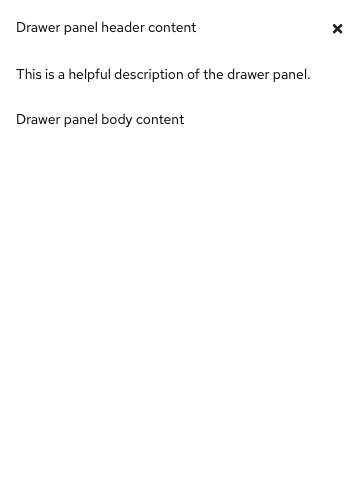 Drawer panel header content
This is a helpful description of the drawer panel.
Drawer panel body content